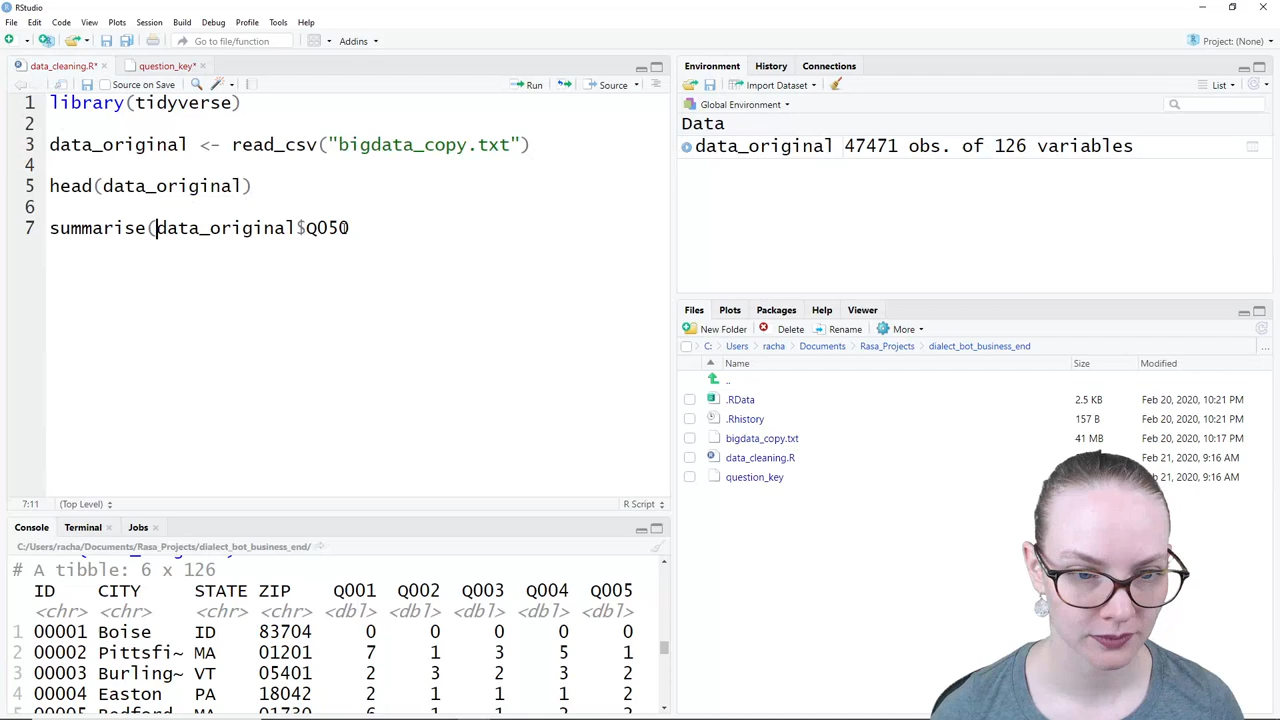 RStudio
File Edit Code View Plots Session Build Debug Profile Tools Help
Go to file/function Addins Project: (None)
data_cleaning.R* question_key*
Source on Save Run Source
1 library(tidyverse)
2
3 data_original <- read_csv("bigdata_copy.txt")
4
5 head(data_original)
6
7 summarise(data_original$Q050
7:11 (Top Level) R Script
Console Terminal Jobs
C:/Users/racha/Documents/Rasa_Projects/dialect_bot_business_end/
# A tibble: 6 x 126
ID CITY STATE ZIP Q001 Q002 Q003 Q004 Q005
<chr> <chr> <chr> <chr> <dbl> <dbl> <dbl> <dbl> <dbl>
1 00001 Boise ID 83704 0 0 0 0 0
2 00002 Pittsfi~ MA 01201 7 1 3 5 1
3 00003 Burling~ VT 05401 2 3 2 3 2
4 00004 Easton PA 18042 2 1 1 1 2
Environment History Connections
Import Dataset List
Global Environment
Data
data_original 47471 obs. of 126 variables
Files Plots Packages Help Viewer
New Folder Delete Rename More
C: Users racha Documents Rasa_Projects dialect_bot_business_end
Name Size Modified
..
.RData 2.5 KB Feb 20, 2020, 10:21 PM
.Rhistory 157 B Feb 20, 2020, 10:21 PM
bigdata_copy.txt 41 MB Feb 20, 2020, 10:17 PM
data_cleaning.R Feb 21, 2020, 9:16 AM
question_key 21, 2020, 9:16 AM